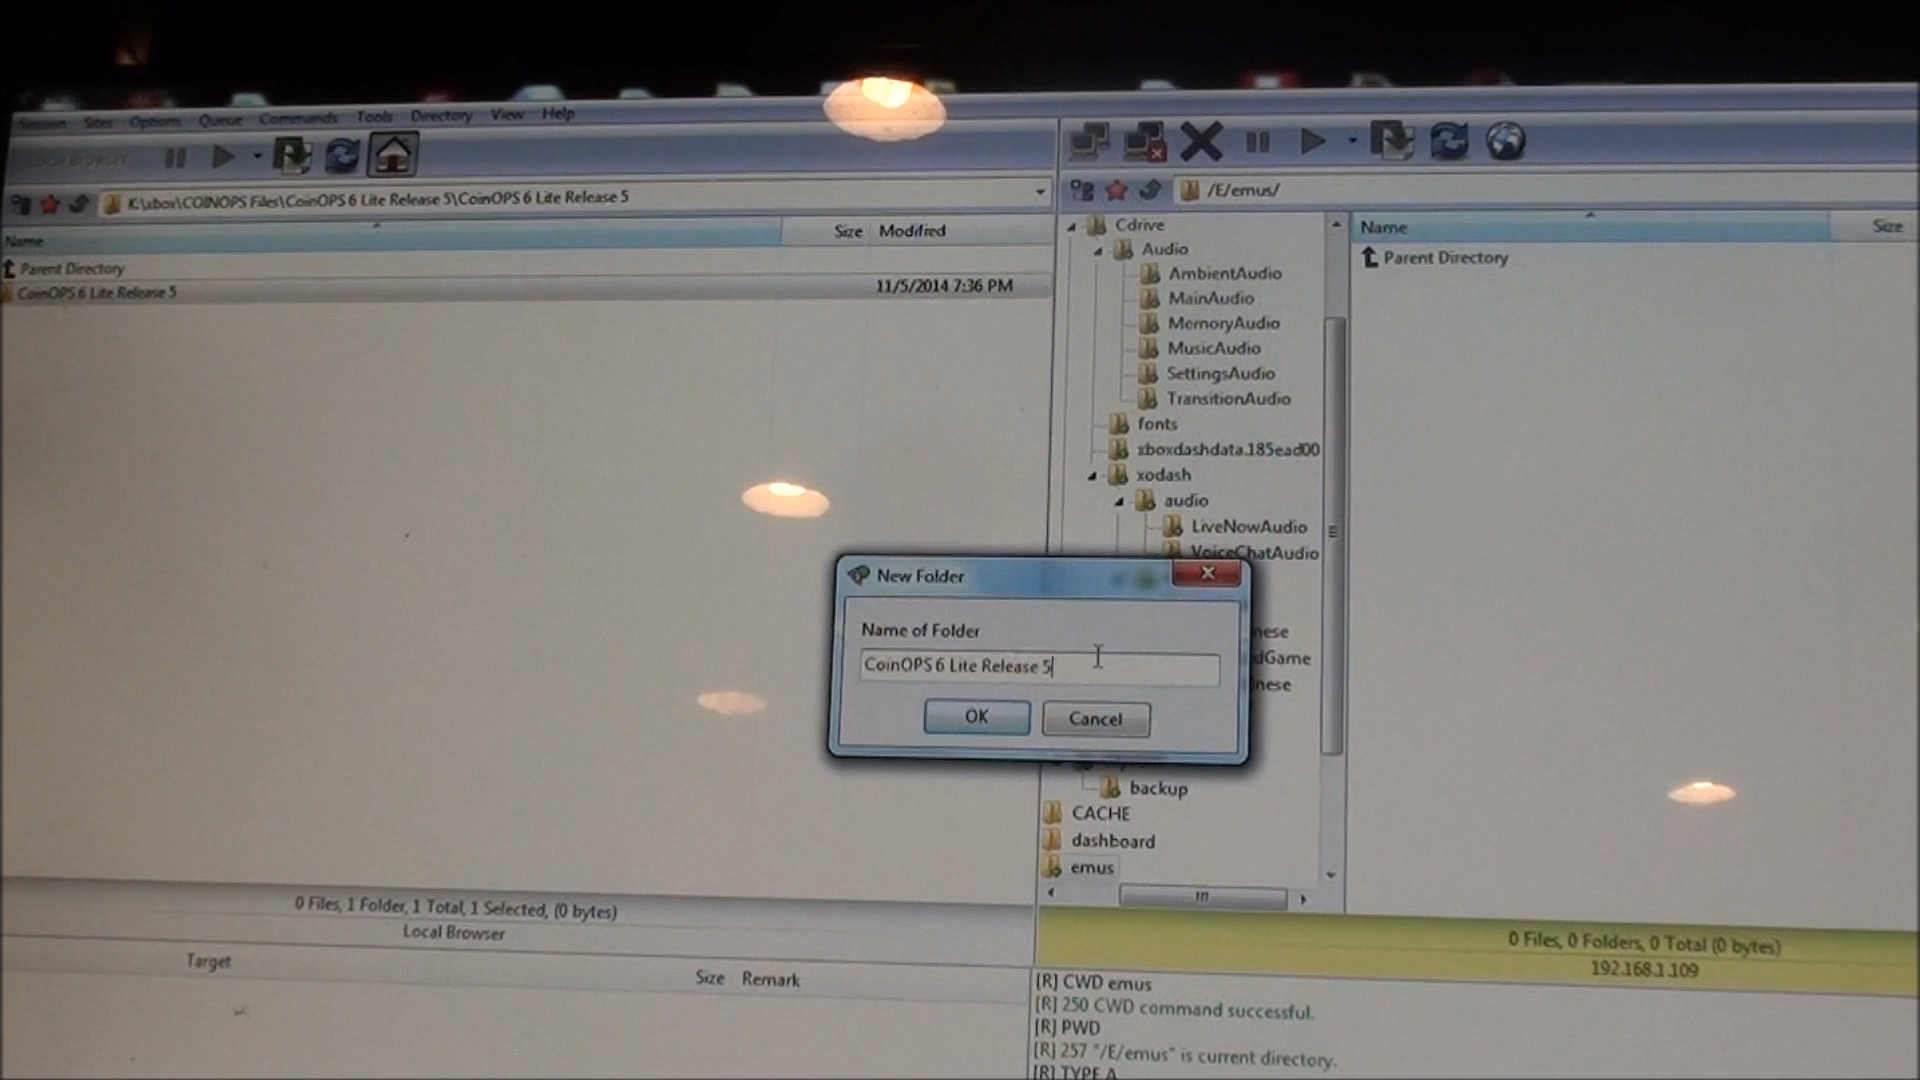 Session Sites Options Queue Commands Tools Directory View Help
Local Browser
K:\xbox\COINOPS Files\CoinOPS 6 Lite Release 5\CoinOPS 6 Lite Release 5
Name Size Modified
Parent Directory
CoinOPS 6 Lite Release 5 11/5/2014 7:36 PM
0 Files, 1 Folder, 1 Total, 1 Selected, (0 bytes)
Local Browser
Target Size Remark
/E/emus/
Cdrive
Audio
AmbientAudio
MainAudio
MemoryAudio
MusicAudio
SettingsAudio
TransitionAudio
fonts
xboxdashdata.185ead00
xodash
audio
LiveNowAudio
VoiceChatAudio
nese
dGame
nese
backup
CACHE
dashboard
emus
Name Size
Parent Directory
New Folder
Name of Folder
CoinOPS 6 Lite Release 5
OK Cancel
0 Files, 0 Folders, 0 Total (0 bytes)
192.168.1.109
[R] CWD emus
[R] 250 CWD command successful.
[R] PWD
[R] 257 "/E/emus" is current directory.
[R] TYPE A